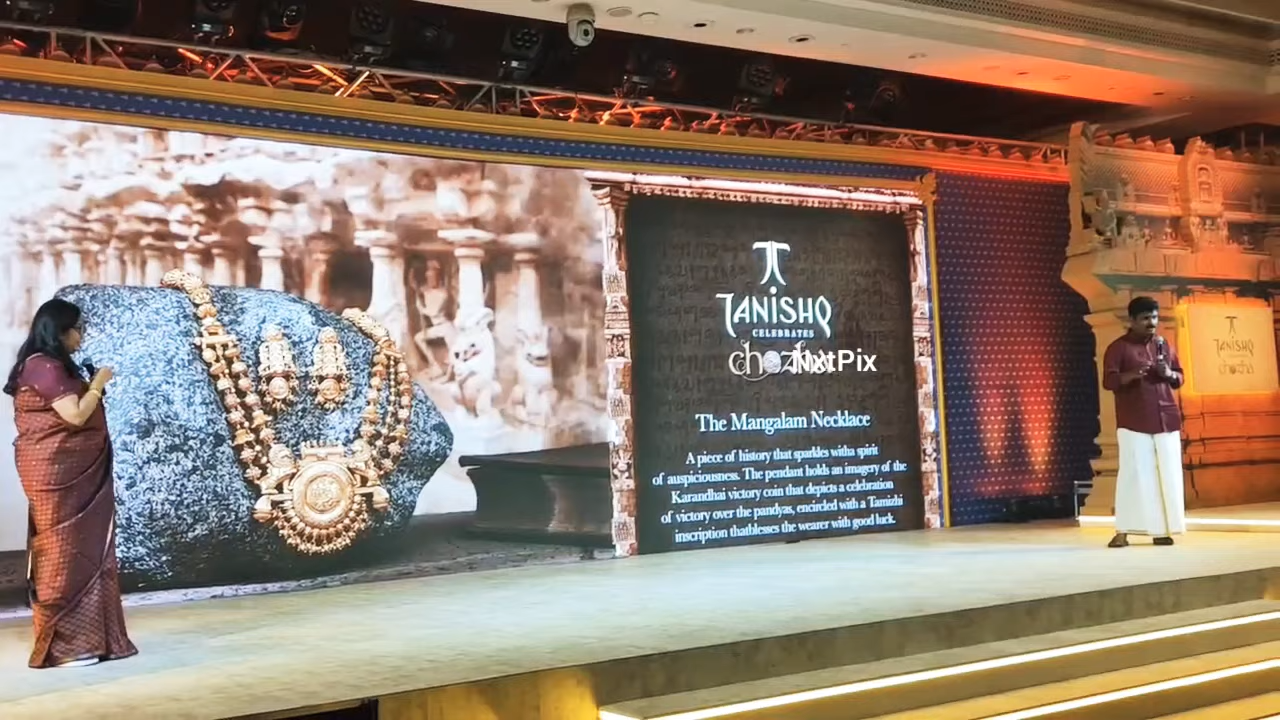 TANISHQ
CELEBRATES
chozha
NxtPix
The Mangalam Necklace
A piece of history that sparkles witha spirit
of auspiciousness. The pendant holds an imagery of the
Karandhai victory coin that depicts a celebration
of victory over the pandyas, encircled with a Tamizhi
inscription thatblesses the wearer with good luck.
TANISHQ
chozha